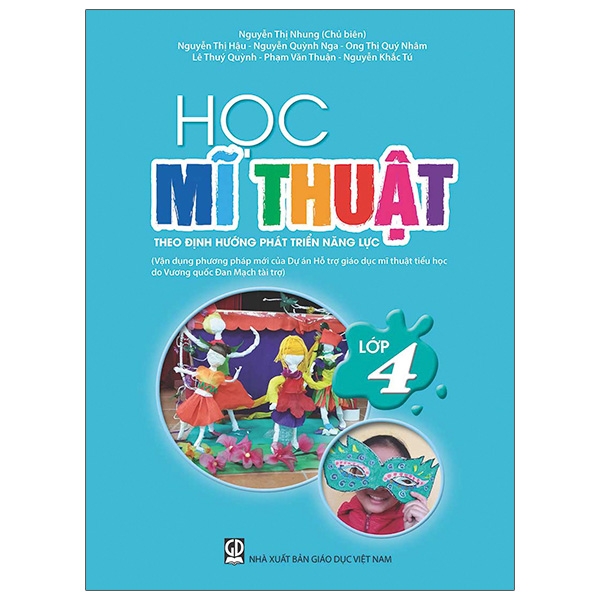 Nguyễn Thị Nhung (Chủ biên)
Nguyễn Thị Hậu - Nguyễn Quỳnh Nga - Ong Thị Quý Nhâm
Lê Thuý Quỳnh - Phạm Văn Thuận - Nguyễn Khắc Tú
HỌC
MĨ THUẬT
THEO ĐỊNH HƯỚNG PHÁT TRIỂN NĂNG LỰC
(Vận dụng phương pháp mới của Dự án Hỗ trợ giáo dục mĩ thuật tiểu học
do Vương quốc Đan Mạch tài trợ)
LỚP
4
GD
NHÀ XUẤT BẢN GIÁO DỤC VIỆT NAM